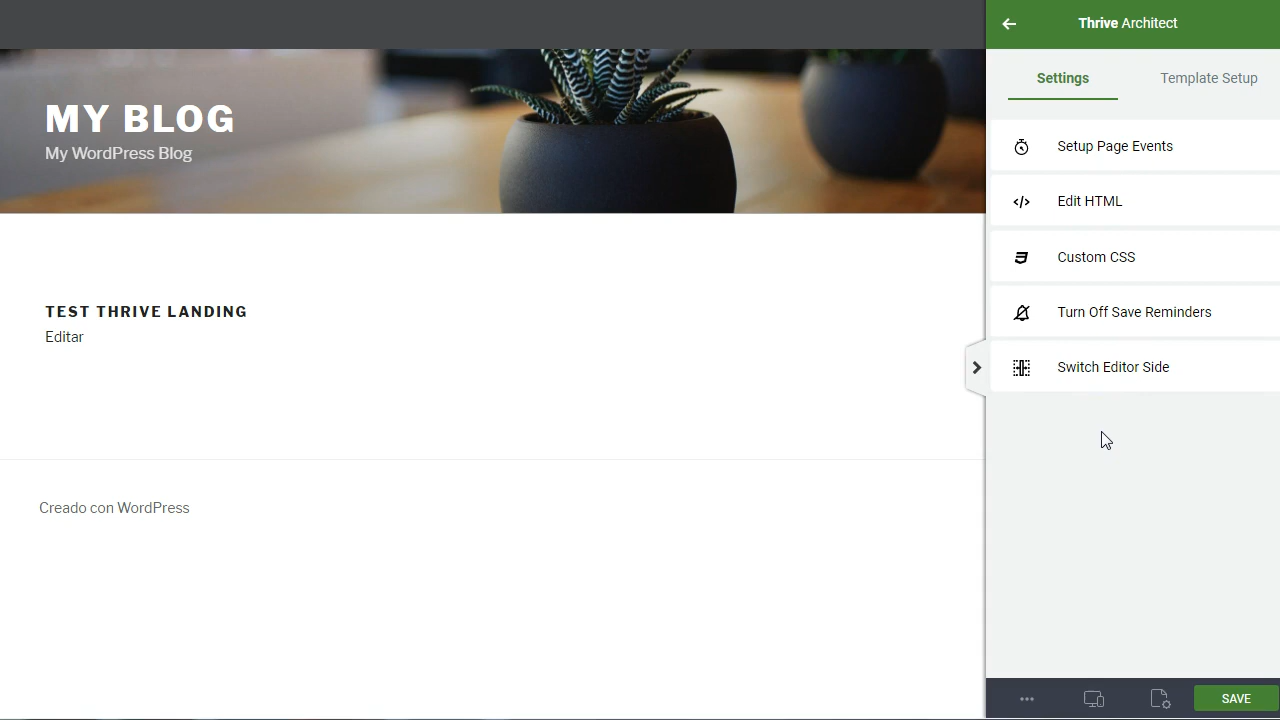 MY BLOG
My WordPress Blog
TEST THRIVE LANDING
Editar
Creado con WordPress
Thrive Architect
Settings
Template Setup
Setup Page Events
Edit HTML
Custom CSS
Turn Off Save Reminders
Switch Editor Side
SAVE